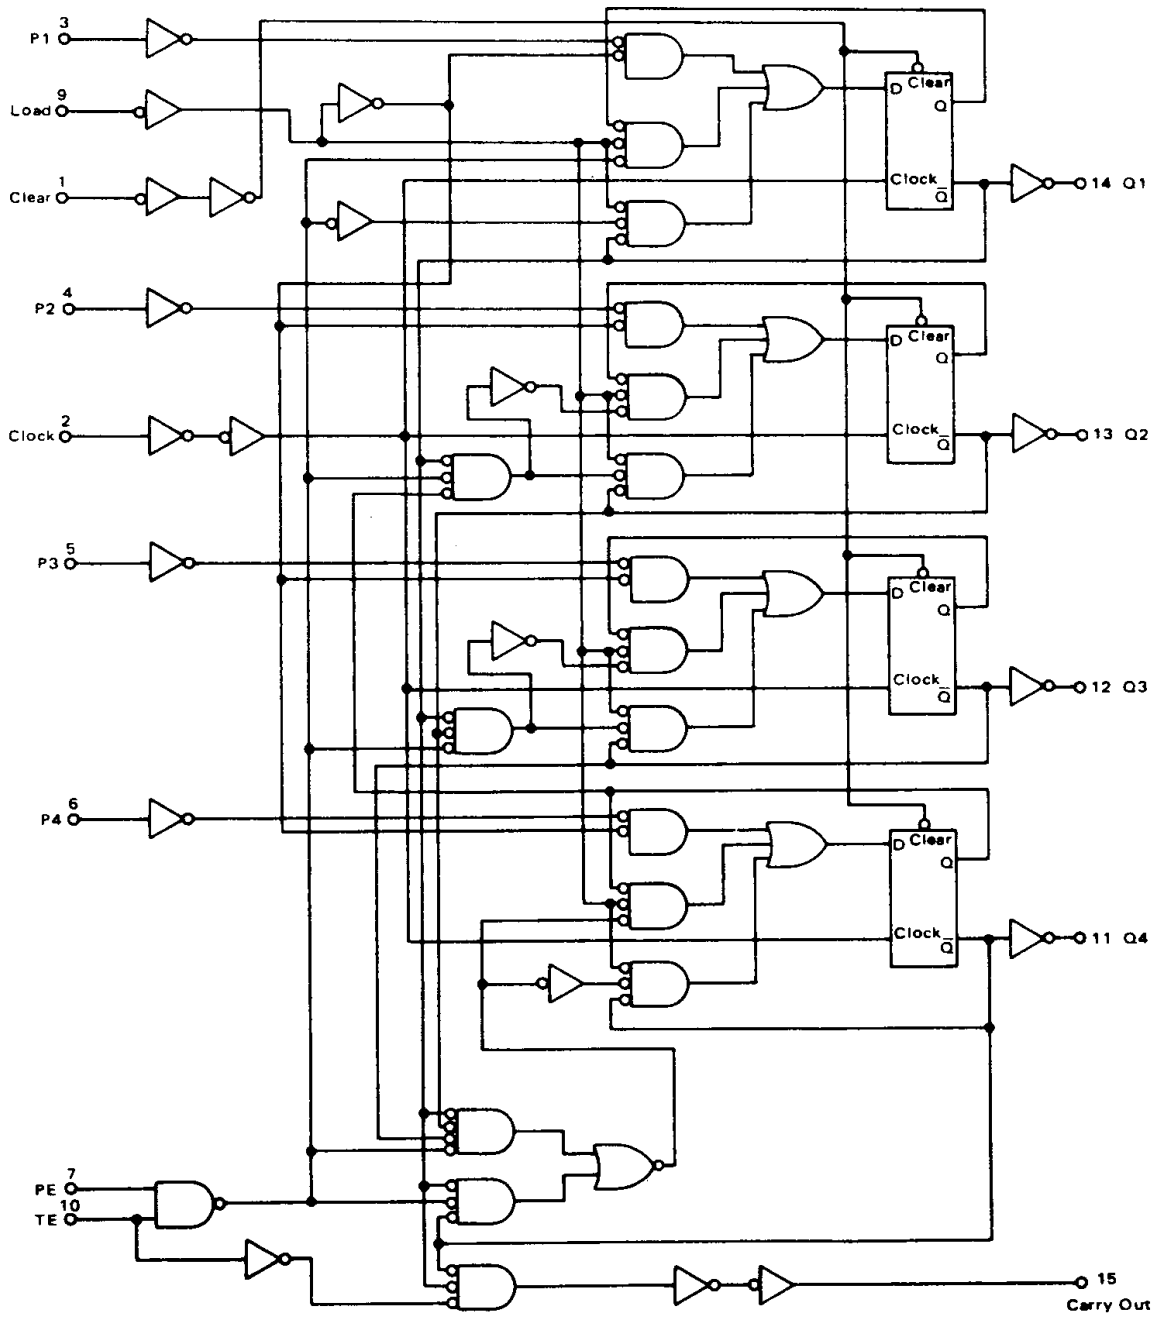 3
P1
9
Load
1
Clear
D Clear
Q
Clock
Q
14 Q1
4
P2
D Clear
Q
2
Clock
Clock
Q
13 Q2
5
P3
D Clear
Q
Clock
Q
12 Q3
6
P4
D Clear
Q
Clock
Q
11 Q4
7
PE
10
TE
15
Carry Out